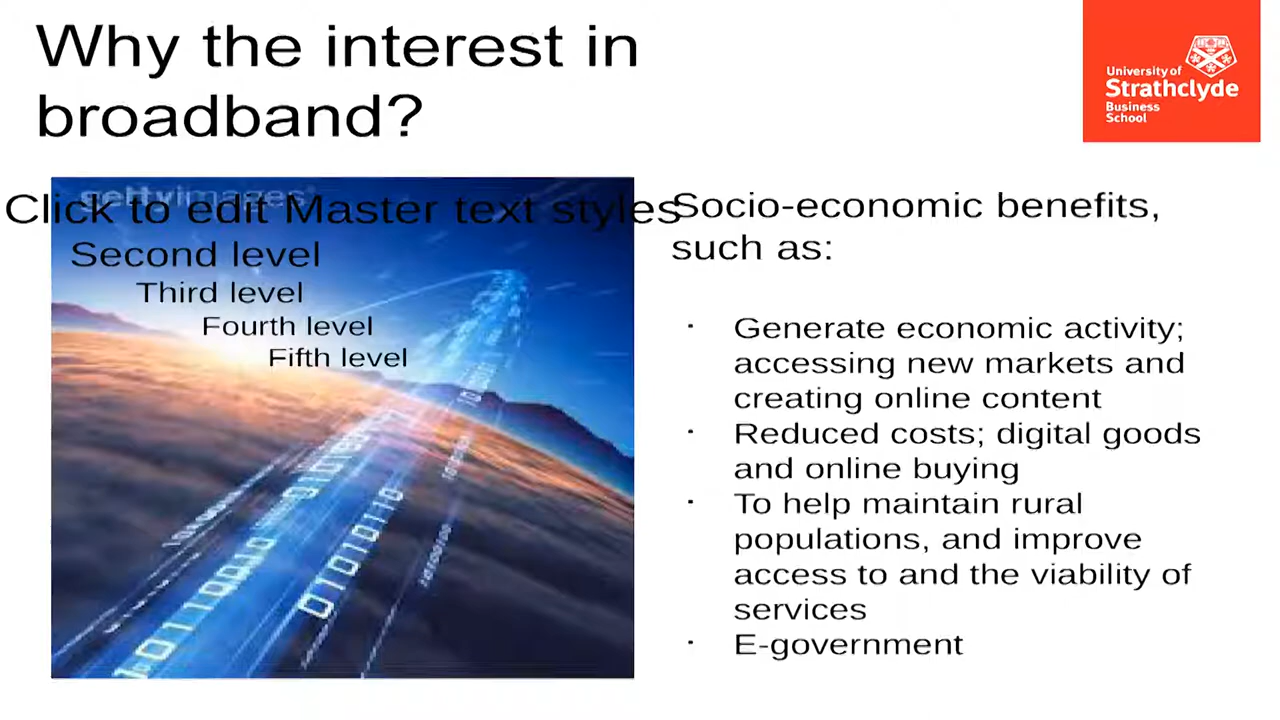 Why the interest in
broadband?
University of
Strathclyde
Business
School
gettyimages
Click to edit Master text styles
Second level
Third level
Fourth level
Fifth level
Socio-economic benefits,
such as:
· Generate economic activity;
accessing new markets and
creating online content
· Reduced costs; digital goods
and online buying
· To help maintain rural
populations, and improve
access to and the viability of
services
· E-government
01010110